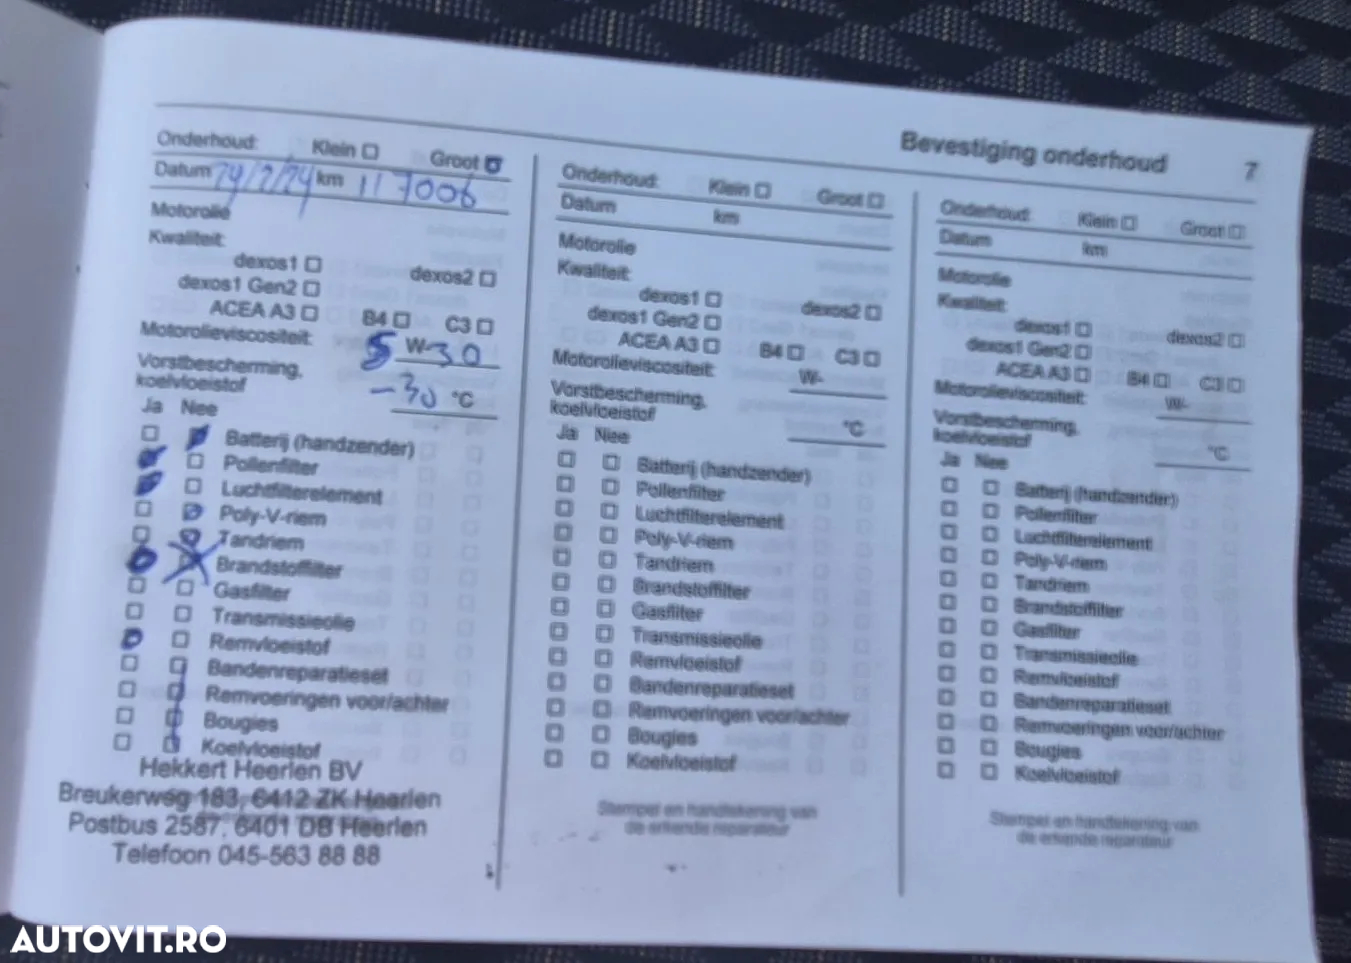 Bevestiging onderhoud 7
Onderhoud: Klein Groot
Datum km 117006
Motorolie
Kwaliteit:
dexos1 dexos2
dexos1 Gen2
ACEA A3 B4 C3
Motorolieviscositeit: 5 W-30
Vorstbescherming,
koelvloeistof -30 °C
Ja Nee
Batterij (handzender)
Pollenfilter
Luchtfilterelement
Poly-V-riem
Tandriem
Brandstoffilter
Gasfilter
Transmissieolie
Remvloeistof
Bandenreparatieset
Remvoeringen voor/achter
Bougies
Koelvloeistof
Hekkert Heerlen BV
Breukerweg 183, 6412 ZK Heerlen
Postbus 2587, 6401 DB Heerlen
Telefoon 045-563 88 88
Onderhoud: Klein Groot
Datum km
Motorolie
Kwaliteit:
dexos1 dexos2
dexos1 Gen2
ACEA A3 B4 C3
Motorolieviscositeit: W-
Vorstbescherming,
koelvloeistof °C
Ja Nee
Batterij (handzender)
Pollenfilter
Luchtfilterelement
Poly-V-riem
Tandriem
Brandstoffilter
Gasfilter
Transmissieolie
Remvloeistof
Bandenreparatieset
Remvoeringen voor/achter
Bougies
Koelvloeistof
Stempel en handtekening van
de erkende reparateur
Onderhoud: Klein Groot
Datum km
Motorolie
Kwaliteit:
dexos1 dexos2
dexos1 Gen2
ACEA A3 B4 C3
Motorolieviscositeit: W-
Vorstbescherming,
koelvloeistof °C
Ja Nee
Batterij (handzender)
Pollenfilter
Luchtfilterelement
Poly-V-riem
Tandriem
Brandstoffilter
Gasfilter
Transmissieolie
Remvloeistof
Bandenreparatieset
Remvoeringen voor/achter
Bougies
Koelvloeistof
Stempel en handtekening van
de erkende reparateur
AUTOVIT.RO